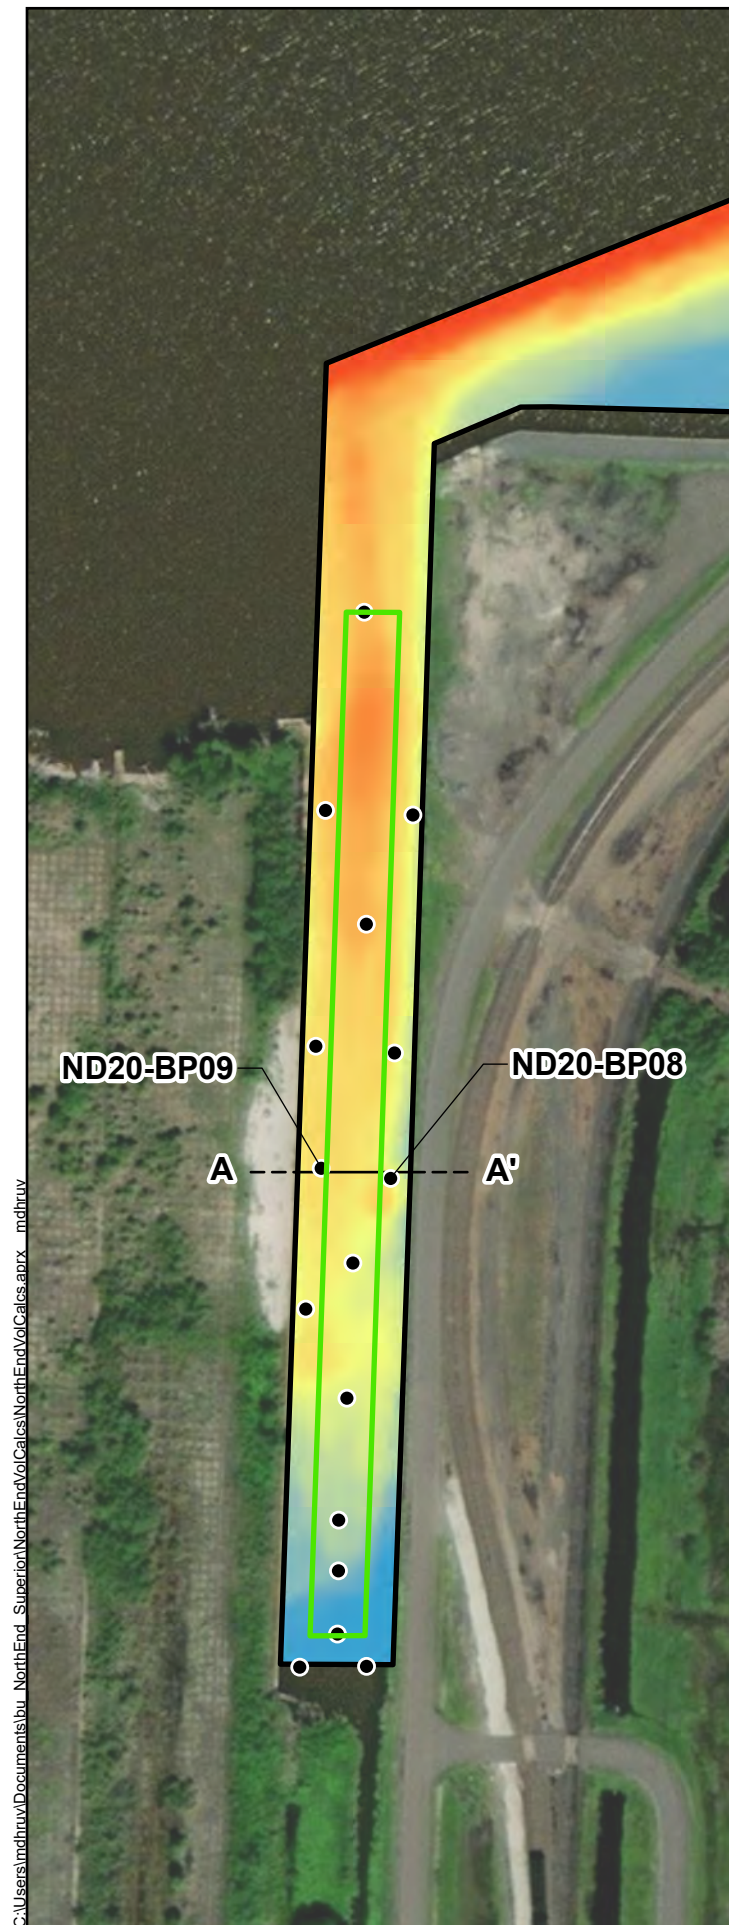 ND20-BP09
ND20-BP08
A
A'
C:\Users\mdhruv\Documents\bu_NorthEnd_Superior\NorthEndVolCalcs\NorthEndVolCalcs.aprx mdhruv